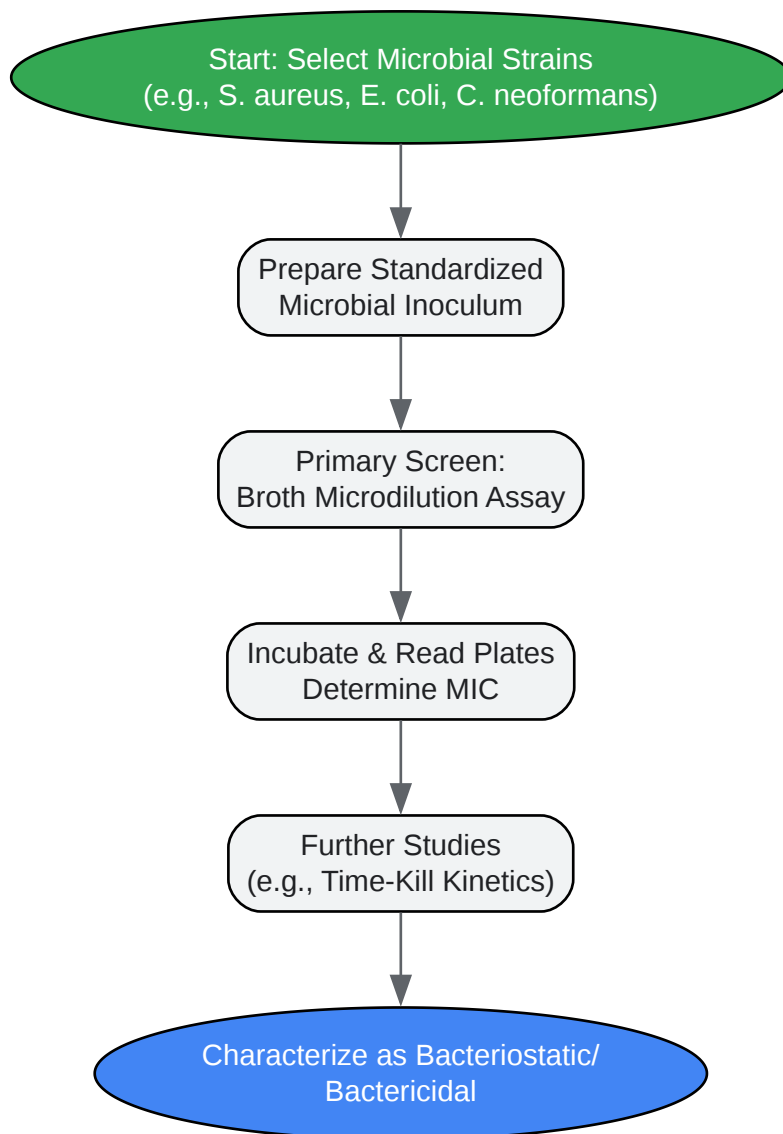 Start: Select Microbial Strains
(e.g., S. aureus, E. coli, C. neoformans)
Prepare Standardized
Microbial Inoculum
Primary Screen:
Broth Microdilution Assay
Incubate & Read Plates
Determine MIC
Further Studies
(e.g., Time-Kill Kinetics)
Characterize as Bacteriostatic/
Bactericidal